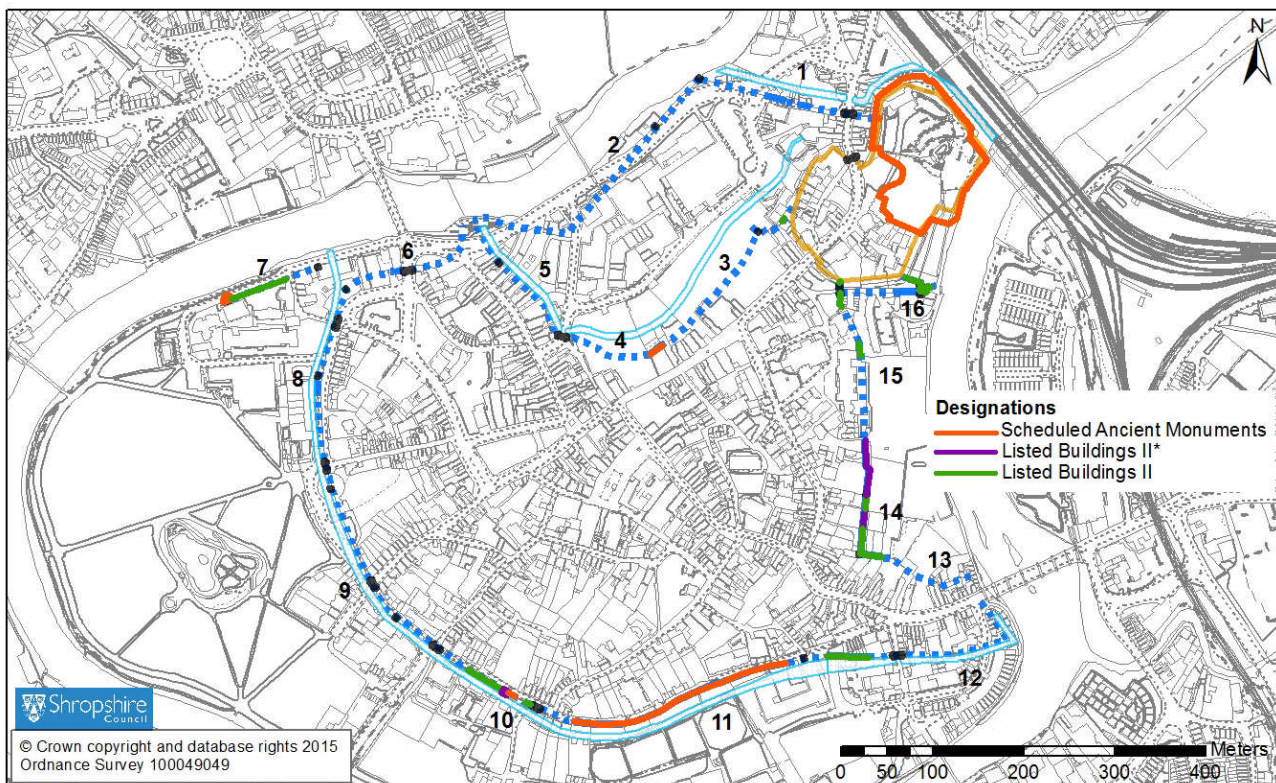 N
1
2
3
4
5
6
7
8
9
10
11
12
13
14
15
16
Designations
Scheduled Ancient Monuments
Listed Buildings II*
Listed Buildings II
Shropshire
Council
© Crown copyright and database rights 2015
Ordnance Survey 100049049
Meters
0 50 100 200 300 400